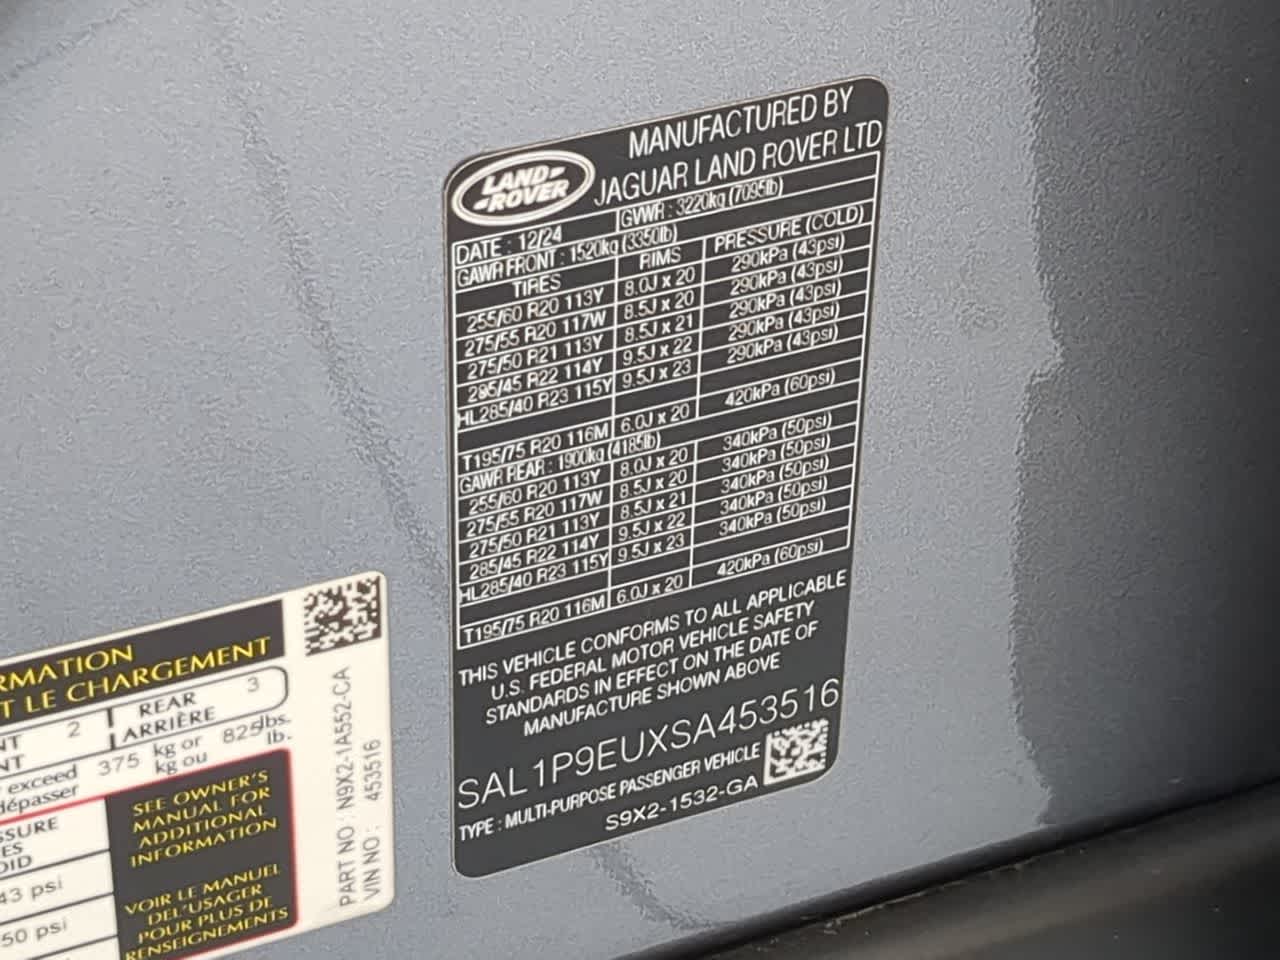 LAND-
-ROVER
MANUFACTURED BY
JAGUAR LAND ROVER LTD
DATE : 12/24 GVWR : 3220kg (7095lb)
GAWR FRONT : 1520kg (3350lb)
TIRES RIMS PRESSURE (COLD)
255/60 R20 113Y 8.0J x 20 290kPa (43psi)
275/55 R20 117W 8.5J x 20 290kPa (43psi)
275/50 R21 113Y 8.5J x 21 290kPa (43psi)
285/45 R22 114Y 9.5J x 22 290kPa (43psi)
HL285/40 R23 115Y 9.5J x 23 290kPa (43psi)
T195/75 R20 116M 6.0J x 20 420kPa (60psi)
GAWR REAR : 1900kg (4185lb)
255/60 R20 113Y 8.0J x 20 340kPa (50psi)
275/55 R20 117W 8.5J x 20 340kPa (50psi)
275/50 R21 113Y 8.5J x 21 340kPa (50psi)
285/45 R22 114Y 9.5J x 22 340kPa (50psi)
HL285/40 R23 115Y 9.5J x 23 340kPa (50psi)
T195/75 R20 116M 6.0J x 20 420kPa (60psi)
THIS VEHICLE CONFORMS TO ALL APPLICABLE
U.S. FEDERAL MOTOR VEHICLE SAFETY
STANDARDS IN EFFECT ON THE DATE OF
MANUFACTURE SHOWN ABOVE
SAL1P9EUXSA453516
TYPE : MULTI-PURPOSE PASSENGER VEHICLE
S9X2-1532-GA
RMATION
T LE CHARGEMENT
NT 2 REAR 3
NT ARRIÈRE
exceed 375 kg or 825 lbs.
dépasser kg ou lb.
SSURE
ES
OID
43 psi
50 psi
SEE OWNER'S
MANUAL FOR
ADDITIONAL
INFORMATION
VOIR LE MANUEL
DEL'USAGER
POUR PLUS DE
RENSEIGNEMENTS
PART NO : N9X2-1A552-CA
VIN NO : 453516